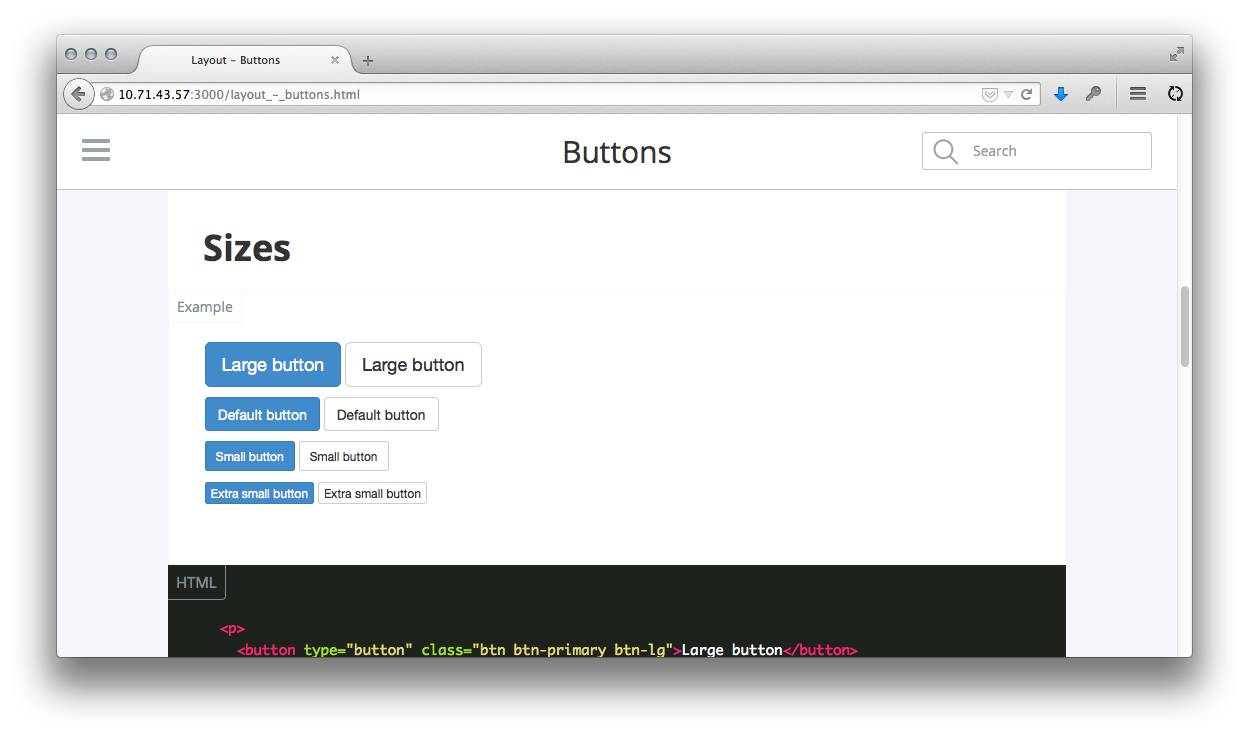 Layout – Buttons
10.71.43.57:3000/layout_-_buttons.html
Buttons
Search
Sizes
Example
Large button Large button
Default button Default button
Small button Small button
Extra small button Extra small button
HTML
<p>
<button type="button" class="btn btn-primary btn-lg">Large button</button>